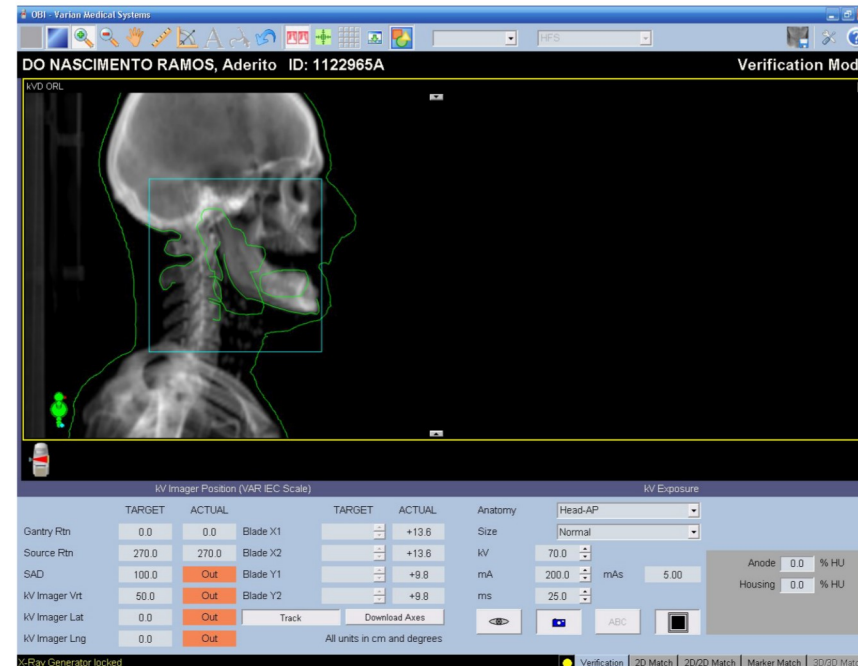 OBI - Varian Medical Systems
A
HFS
DO NASCIMENTO RAMOS, Aderito ID: 1122965A Verification Mod
kVD ORL
kV Imager Position (VAR IEC Scale) kV Exposure
TARGET ACTUAL TARGET ACTUAL Anatomy Head-AP
Gantry Rtn 0.0 0.0 Blade X1 +13.6 Size Normal
Source Rtn 270.0 270.0 Blade X2 +13.6 kV 70.0
SAD 100.0 Out Blade Y1 +9.8 mA 200.0 mAs 5.00 Anode 0.0 % HU
kV Imager Vrt 50.0 Out Blade Y2 +9.8 ms 25.0 Housing 0.0 % HU
kV Imager Lat 0.0 Out Track Download Axes ABC
kV Imager Lng 0.0 Out All units in cm and degrees
X-Ray Generator locked Verification 2D Match 2D/2D Match Marker Match 3D/3D Mat